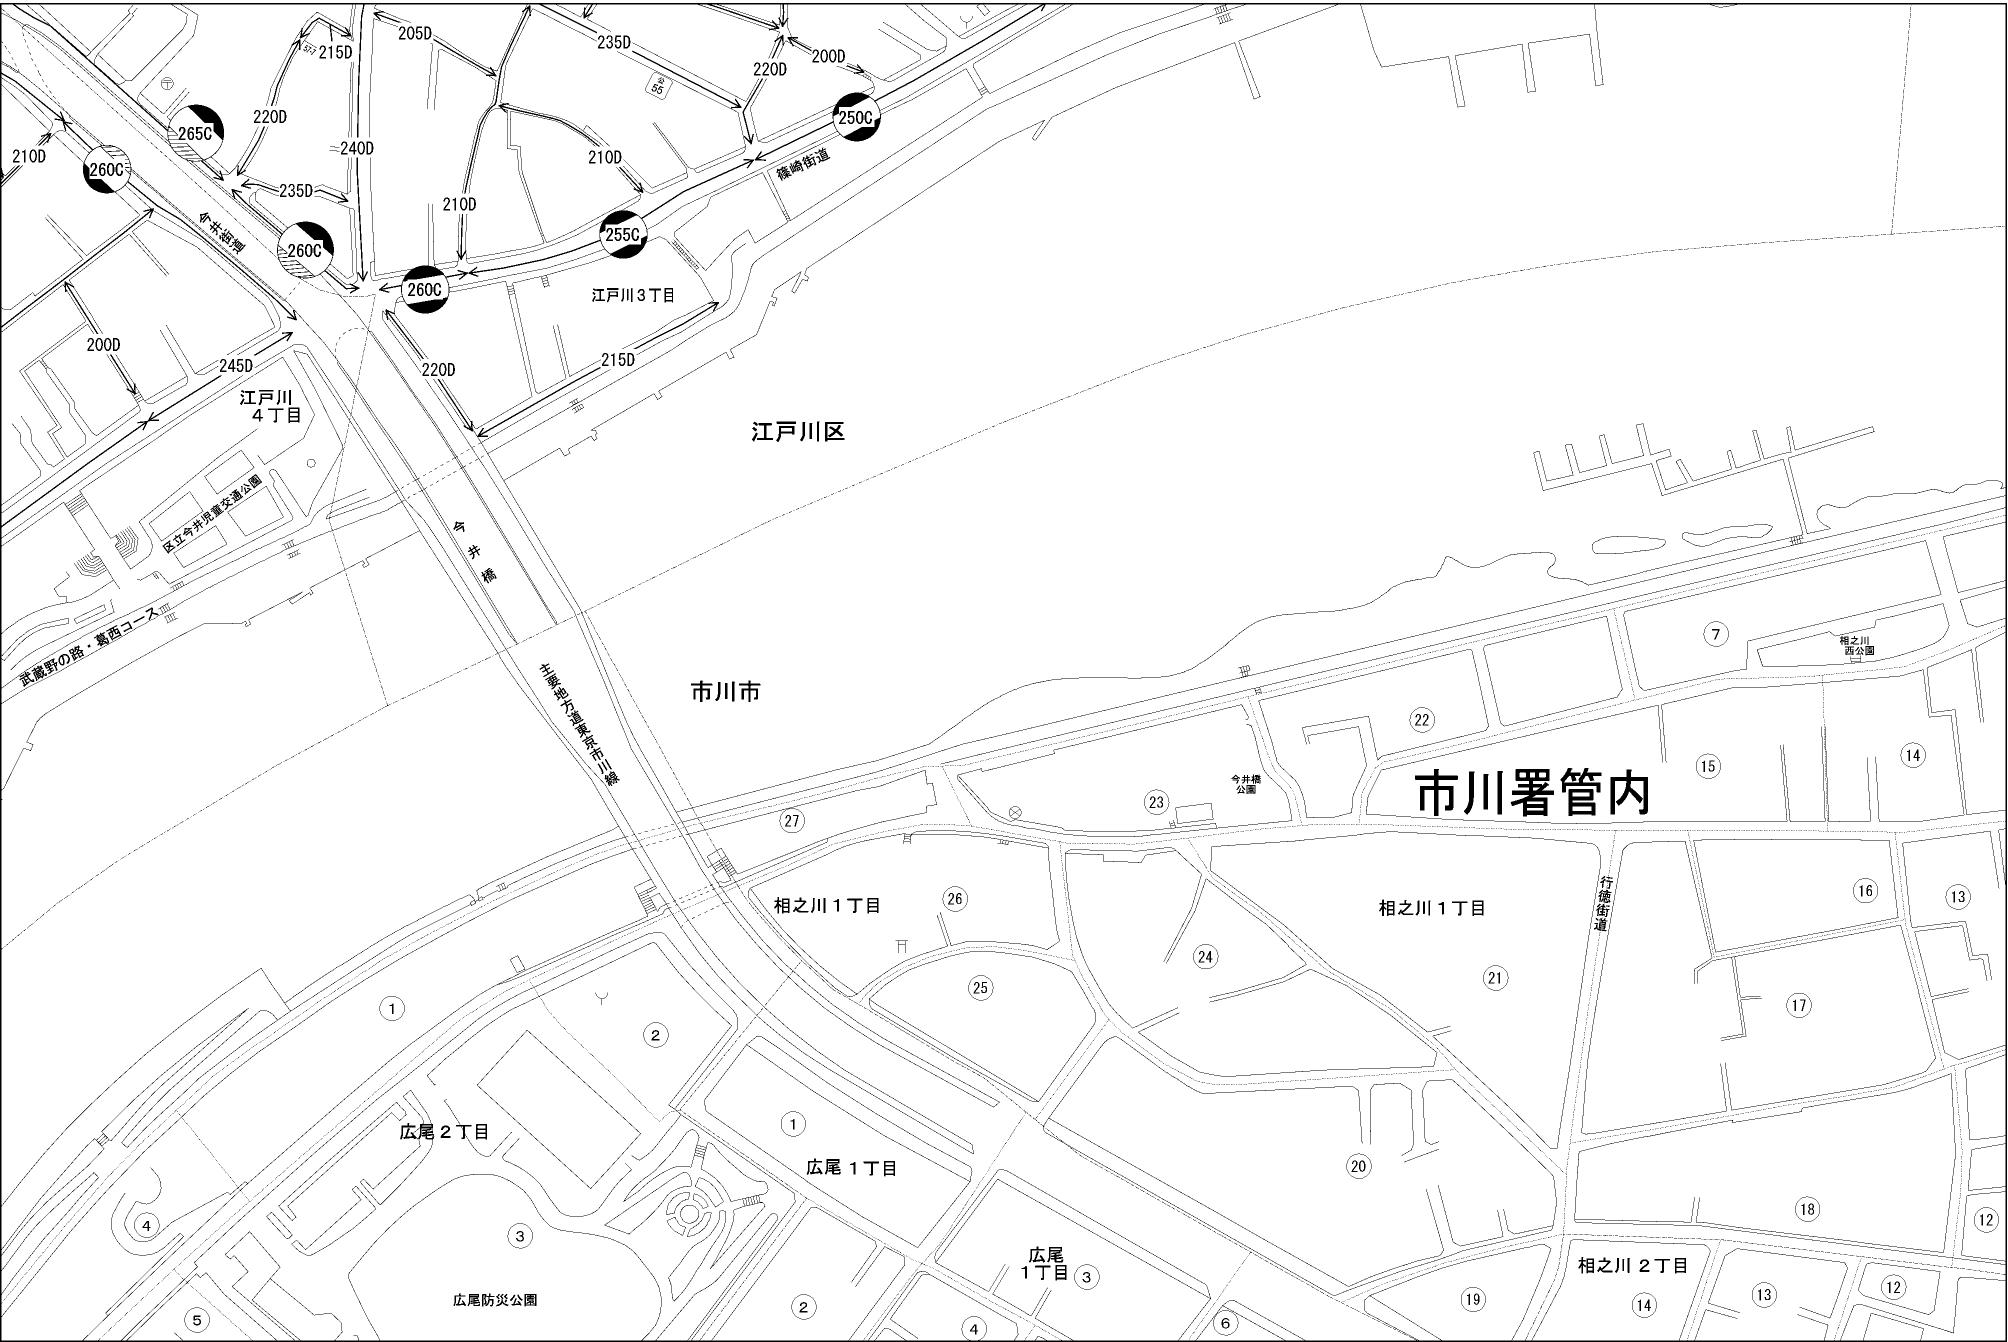 205D
235D
215D
57-7
200D
220D
公
55
220D
265C
250C
210D
240D
260C
210D
篠崎街道
235D
210D
今井街道
260C
255C
260C
江戸川３丁目
200D
245D
220D
215D
江戸川
４丁目
江戸川区
区立今井児童交通公園
今井橋
武蔵野の路・葛西コース
主要地方道東京市川線
市川市
7
相之川
西公園
22
15
14
市川署管内
今井橋
公園
23
27
相之川１丁目
26
相之川１丁目
行徳街道
16
13
24
25
21
17
1
2
広尾２丁目
1
広尾１丁目
20
4
3
18
12
広尾
１丁目
3
相之川２丁目
広尾防災公園
5
2
4
6
19
14
13
12